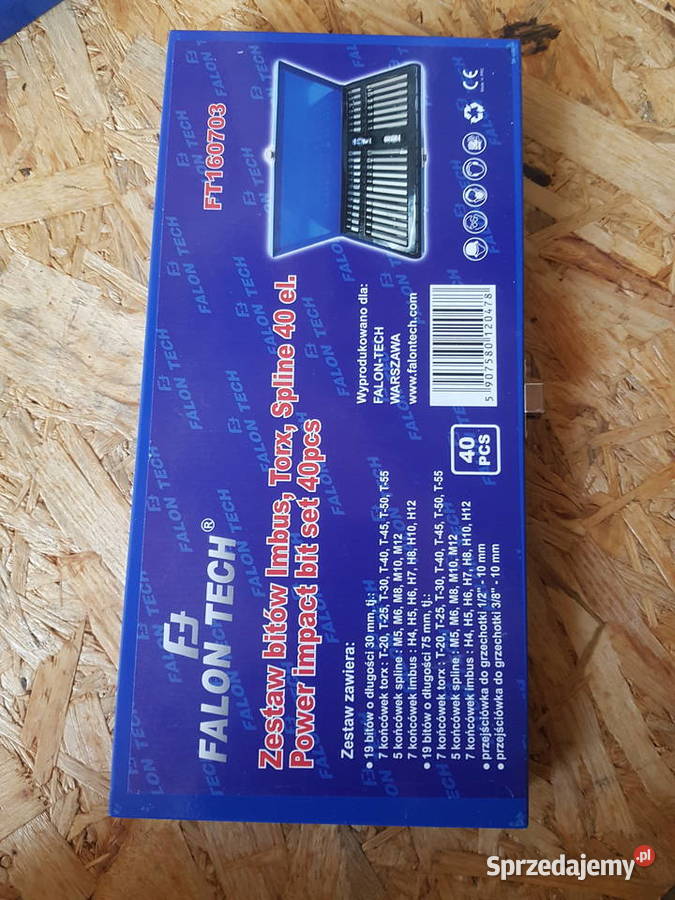 FALON TECH®
Zestaw bitów Imbus, Torx, Spline 40 el.
Power impact bit set 40pcs
FT160703
Zestaw zawiera:
• 19 bitów o długości 30 mm, tj.:
7 końcówek torx : T-20, T-25, T-30, T-40, T-45, T-50, T-55
5 końcówek spline : M5, M6, M8, M10, M12
7 końcówek imbus : H4, H5, H6, H7, H8, H10, H12
• 19 bitów o długości 75 mm, tj.:
7 końcówek torx : T-20, T-25, T-30, T-40, T-45, T-50, T-55
5 końcówek spline : M5, M6, M8, M10, M12
7 końcówek imbus : H4, H5, H6, H7, H8, H10, H12
• przejściówka do grzechotki 1/2" - 10 mm
• przejściówka do grzechotki 3/8" - 10 mm
40
PCS
Wyprodukowano dla:
FALON-TECH
WARSZAWA
www.falontech.com
5 907580 120478
CE
Made in PRC
Sprzedajemy.pl